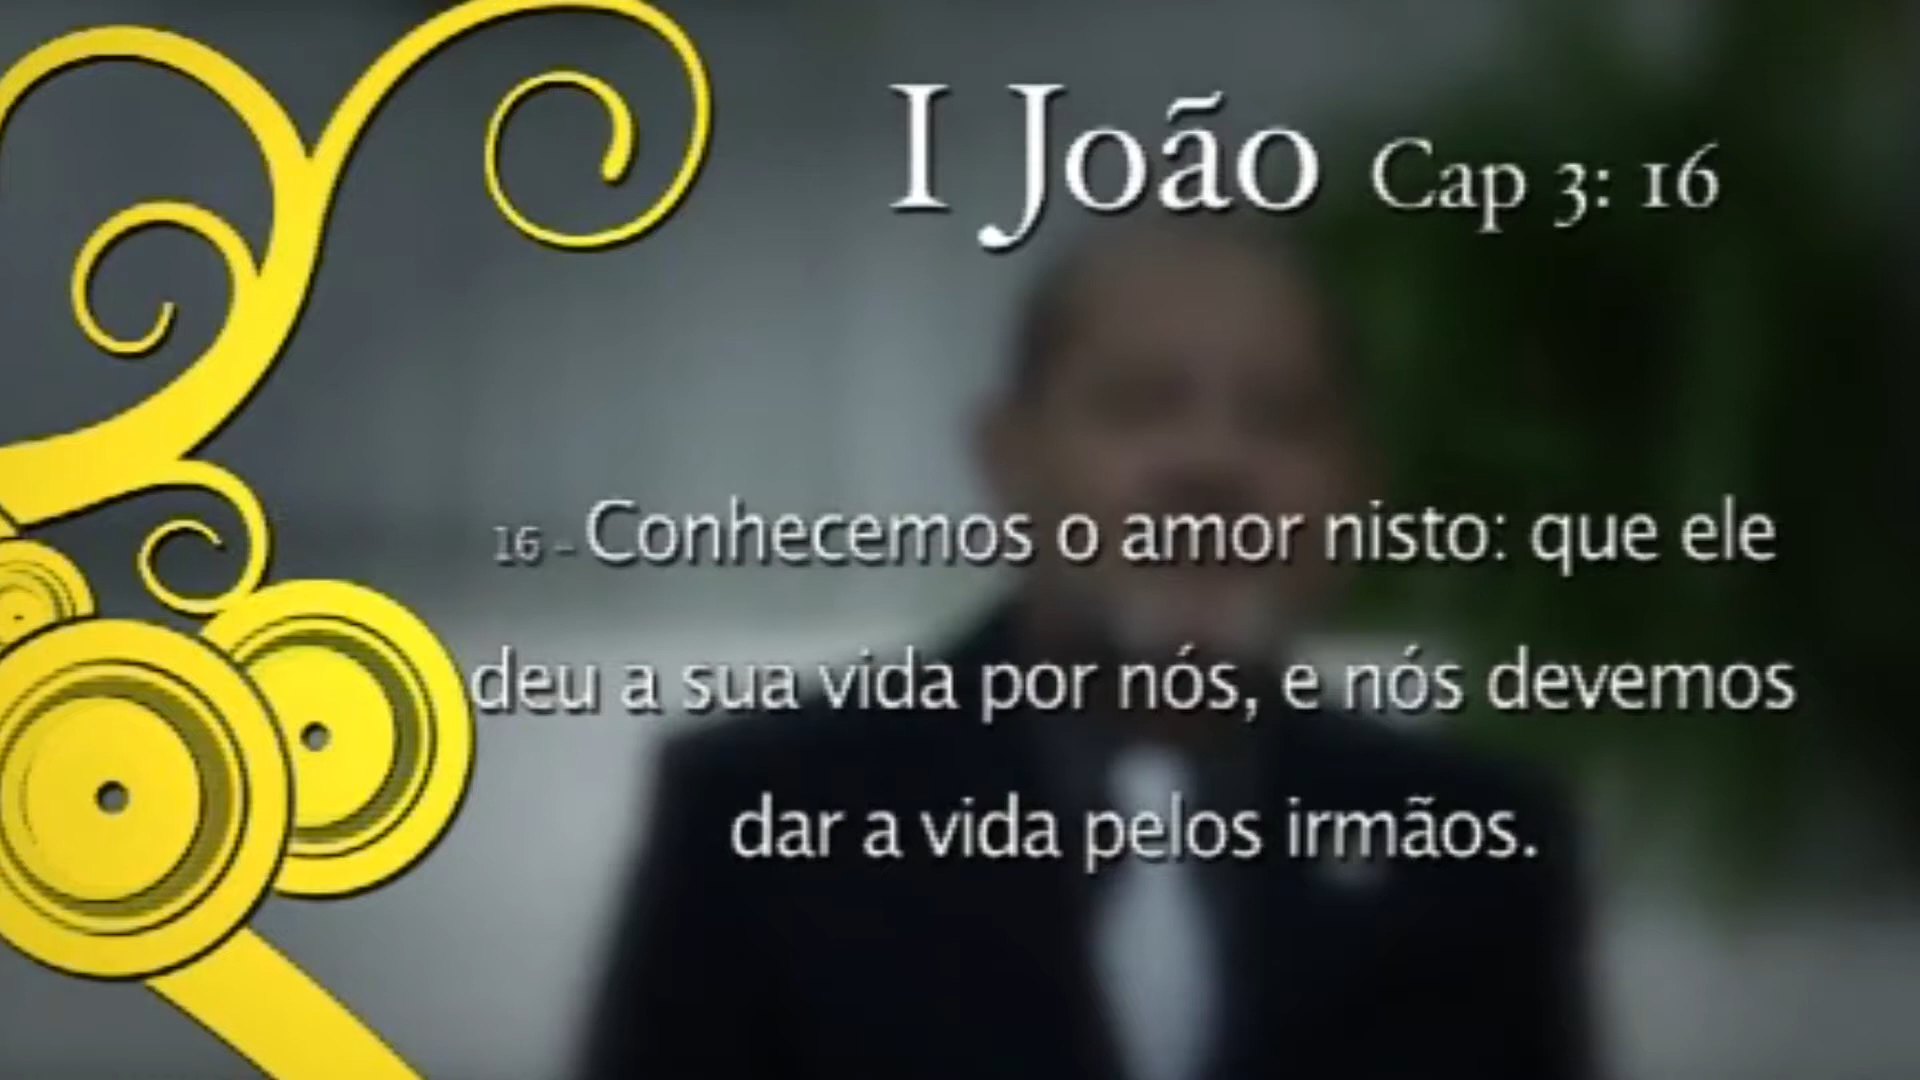 I João Cap 3: 16
16 - Conhecemos o amor nisto: que ele
deu a sua vida por nós, e nós devemos
dar a vida pelos irmãos.